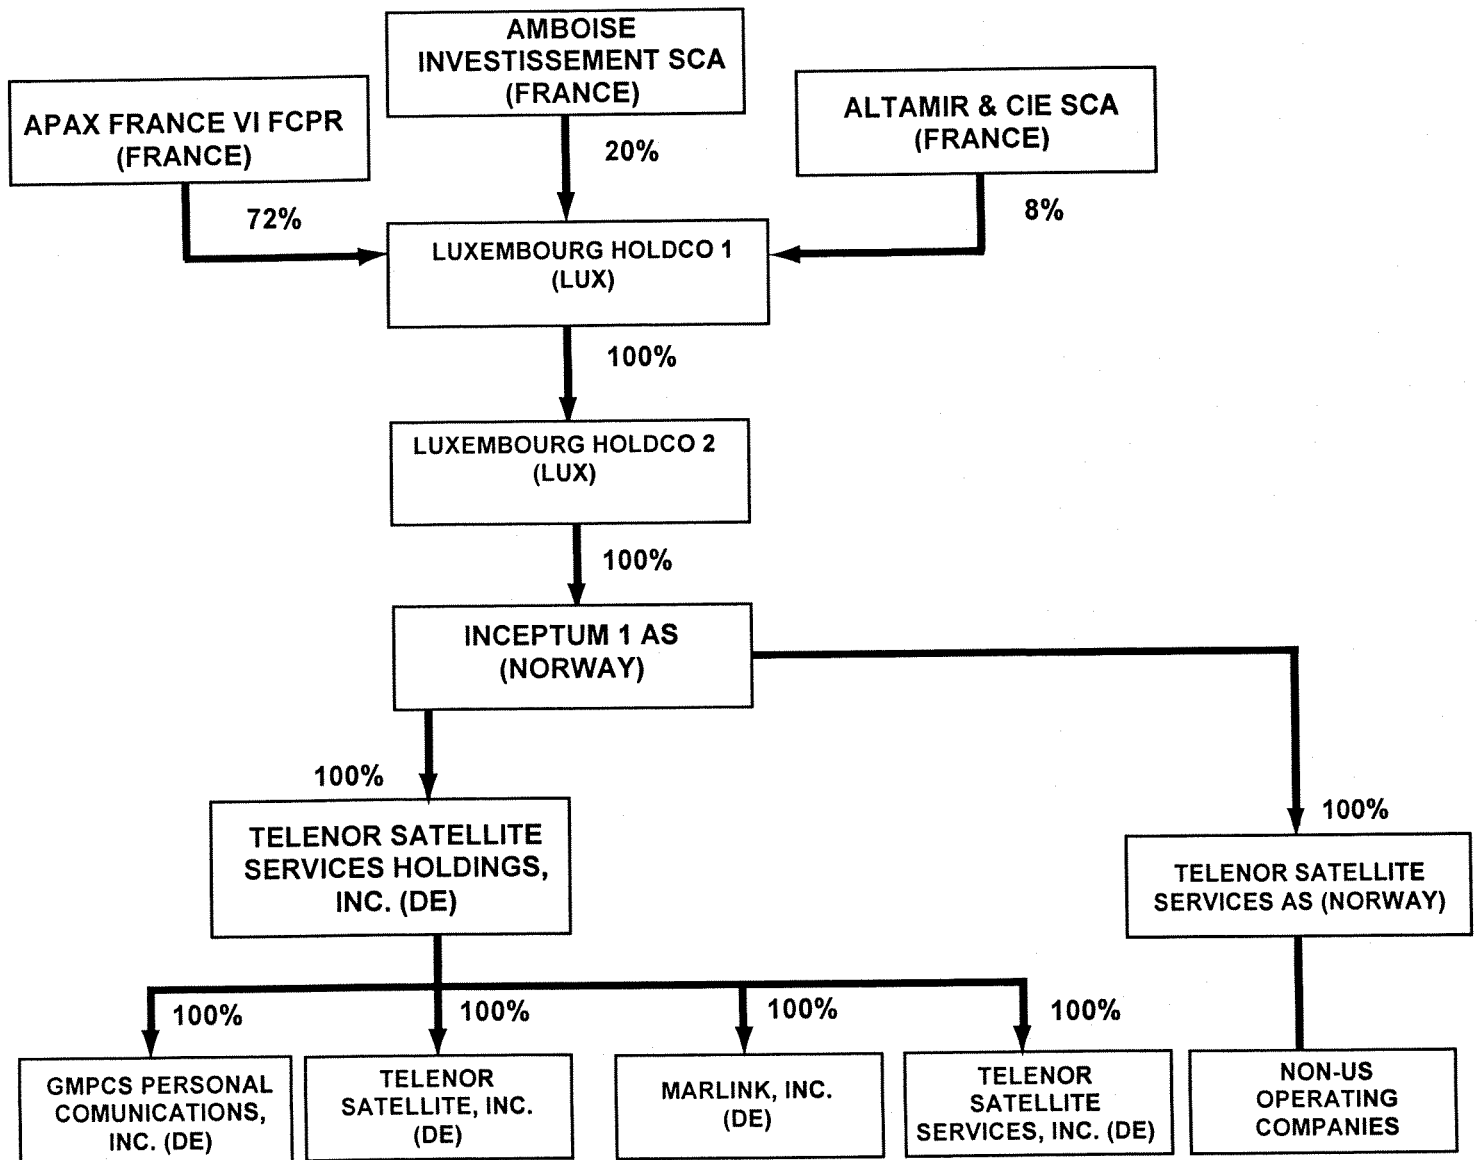 AMBOISE
INVESTISSEMENT SCA
(FRANCE)
APAX FRANCE VI FCPR
(FRANCE)
ALTAMIR & CIE SCA
(FRANCE)
20%
72%
8%
LUXEMBOURG HOLDCO 1
(LUX)
100%
LUXEMBOURG HOLDCO 2
(LUX)
100%
INCEPTUM 1 AS
(NORWAY)
100%
100%
TELENOR SATELLITE
SERVICES HOLDINGS,
INC. (DE)
TELENOR SATELLITE
SERVICES AS (NORWAY)
100%
100%
100%
100%
GMPCS PERSONAL
COMUNICATIONS,
INC. (DE)
TELENOR
SATELLITE, INC.
(DE)
MARLINK, INC.
(DE)
TELENOR
SATELLITE
SERVICES, INC. (DE)
NON-US
OPERATING
COMPANIES